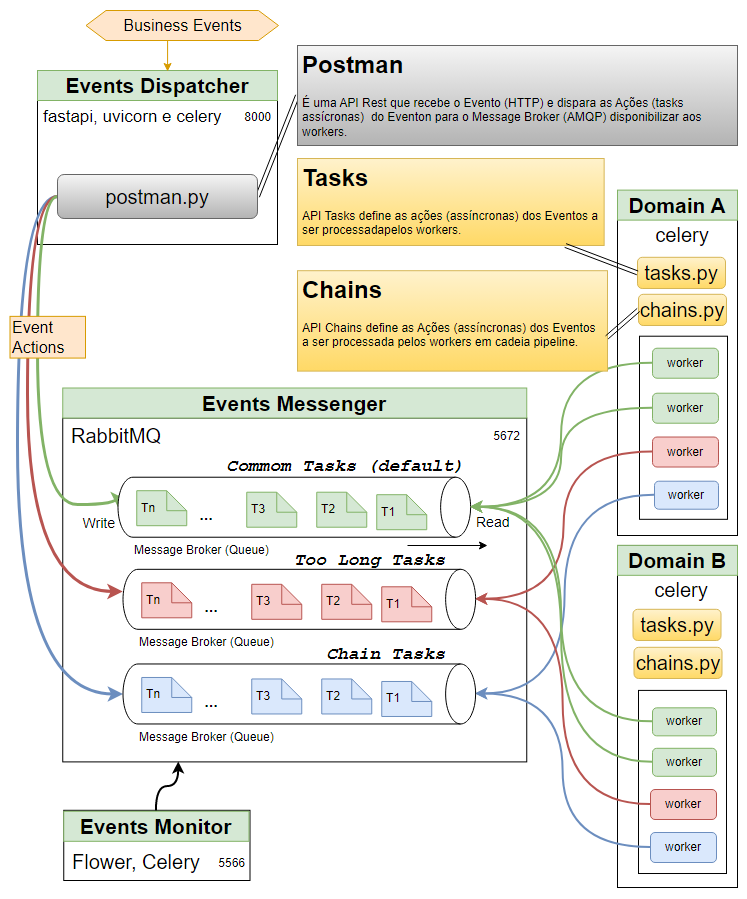 Business Events
Events Dispatcher
fastapi, uvicorn e celery
8000
postman.py
Postman
É uma API Rest que recebe o Evento (HTTP) e dispara as Ações (tasks
assícronas)  do Eventon para o Message Broker (AMQP) disponibilizar aos
workers.
Tasks
API Tasks define as ações (assíncronas) dos Eventos a
ser processadapelos workers.
Chains
API Chains define as Ações (assíncronas) dos Eventos
a ser processada pelos workers em cadeia pipeline.
Domain A
celery
tasks.py
chains.py
worker
worker
worker
worker
Event
Actions
Events Messenger
RabbitMQ
5672
Commom Tasks (default)
Write
Tn
...
T3
T2
T1
Read
Message Broker (Queue)
Too Long Tasks
Tn
...
T3
T2
T1
Message Broker (Queue)
Chain Tasks
Tn
...
T3
T2
T1
Message Broker (Queue)
Domain B
celery
tasks.py
chains.py
worker
worker
worker
worker
Events Monitor
Flower, Celery
5566